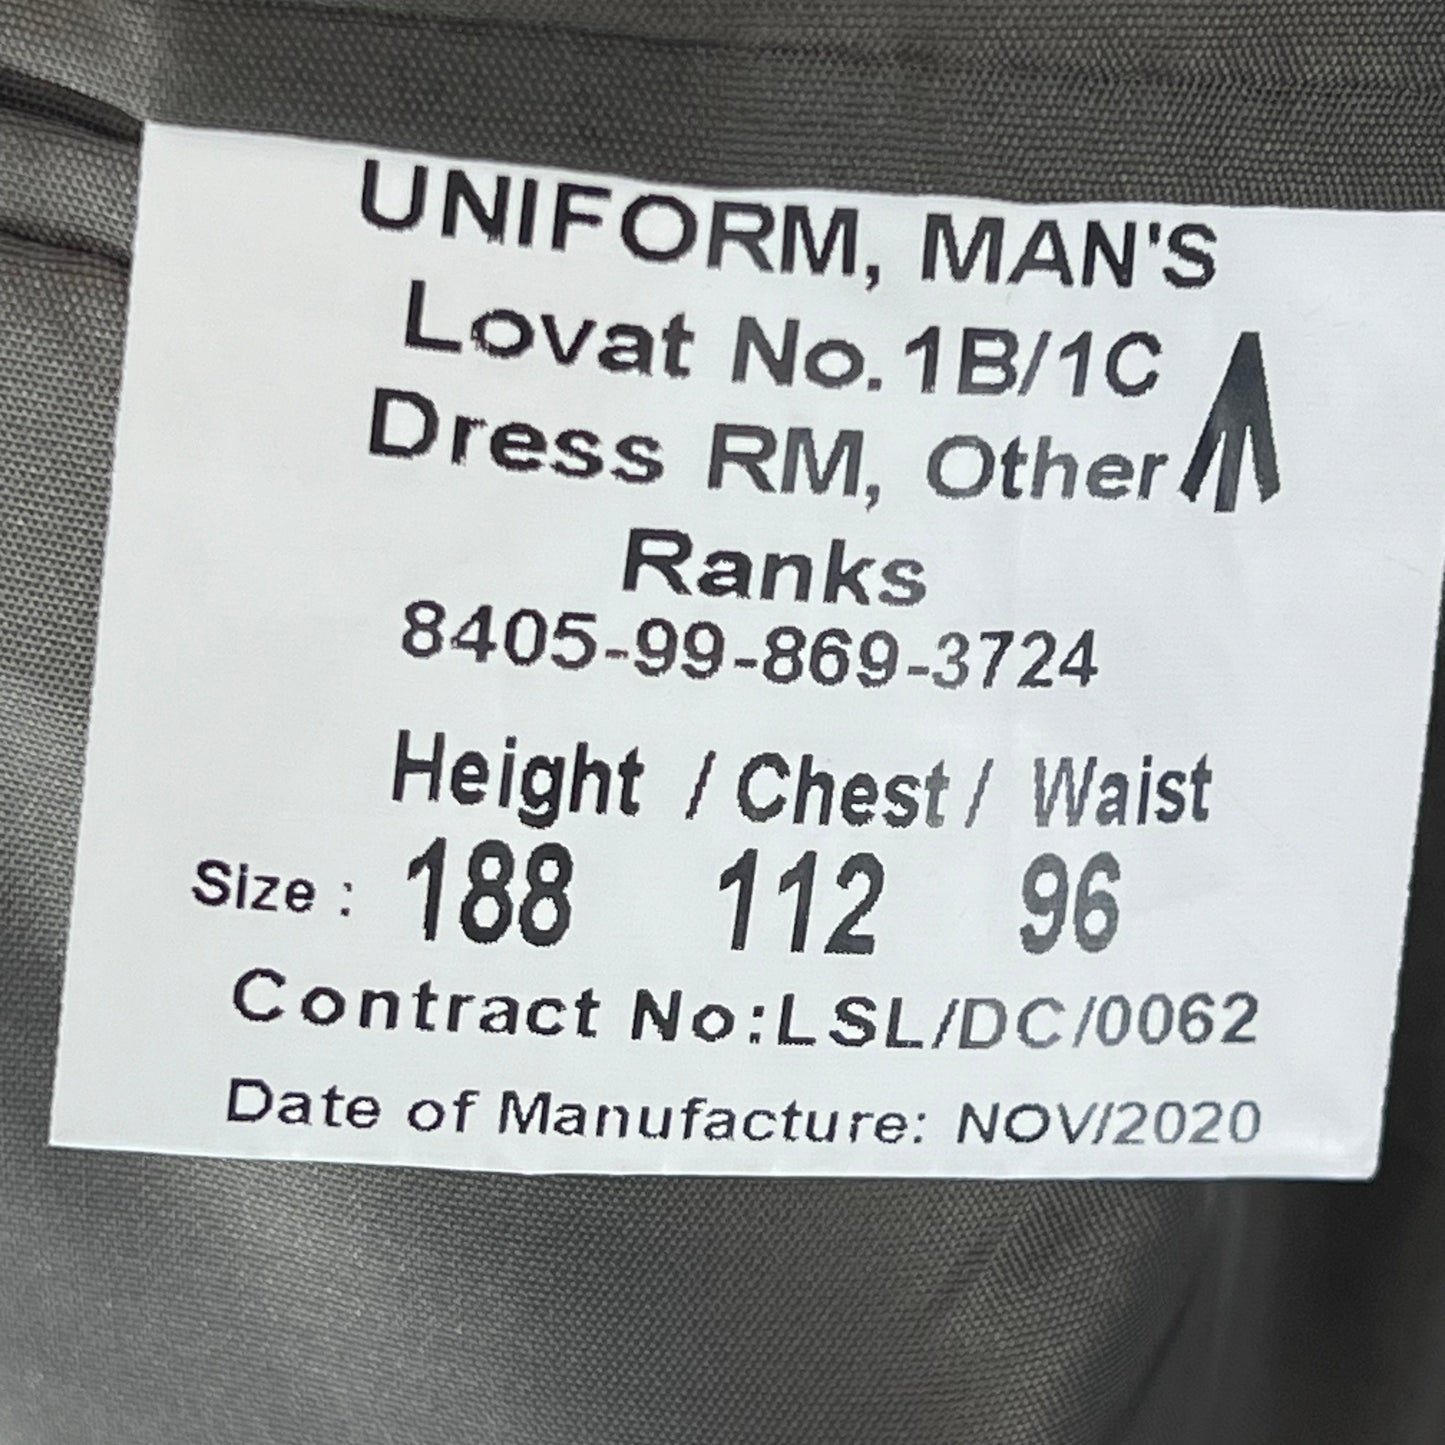 UNIFORM, MAN'S
Lovat No.1B/1C
Dress RM, Other
Ranks
8405-99-869-3724
Height / Chest / Waist
Size : 188 112 96
Contract No:LSL/DC/0062
Date of Manufacture: NOV/2020